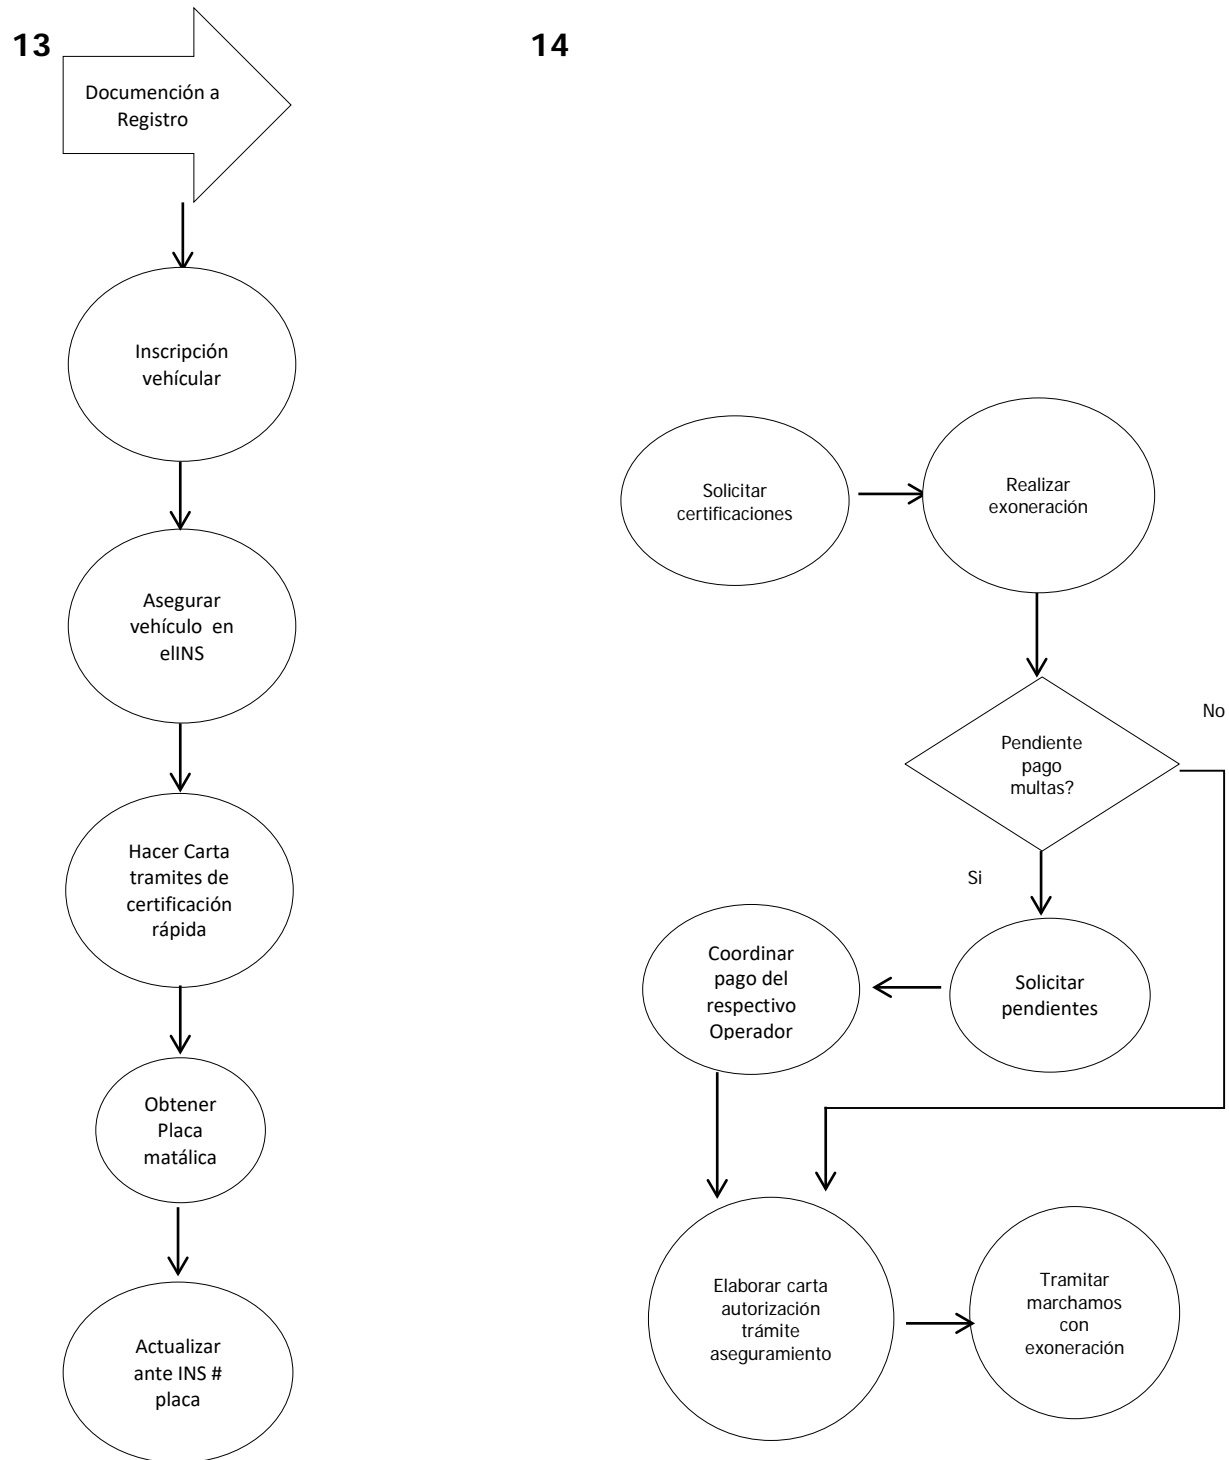 13
Documención a
Registro
Inscripción
vehícular
Asegurar
vehículo en
elINS
Hacer Carta
tramites de
certificación
rápida
Obtener
Placa
matálica
Actualizar
ante INS #
placa
14
Solicitar
certificaciones
Realizar
exoneración
Pendiente
pago
multas?
No
Si
Solicitar
pendientes
Coordinar
pago del
respectivo
Operador
Elaborar carta
autorización
trámite
aseguramiento
Tramitar
marchamos
con
exoneración